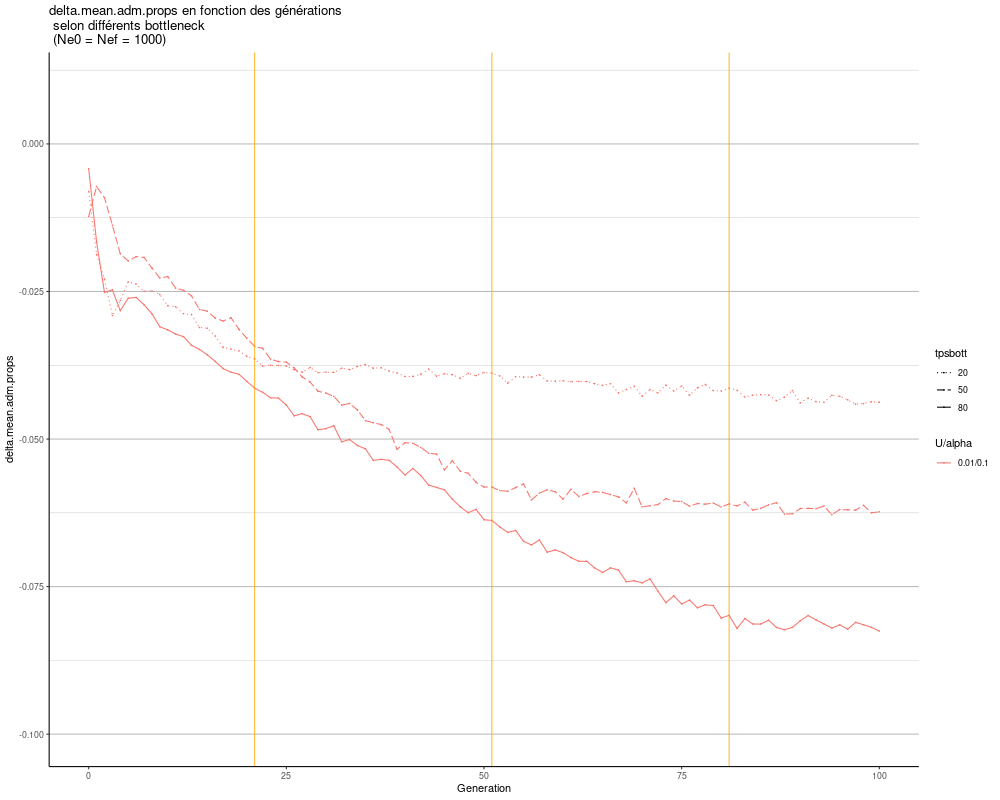 delta.mean.adm.props en fonction des générations
selon différents bottleneck
(Ne0 = Nef = 1000)
delta.mean.adm.props
0.000
-0.025
-0.050
-0.075
-0.100
0
25
50
75
100
Generation
tpsbott
20
50
80
U/alpha
0.01/0.1